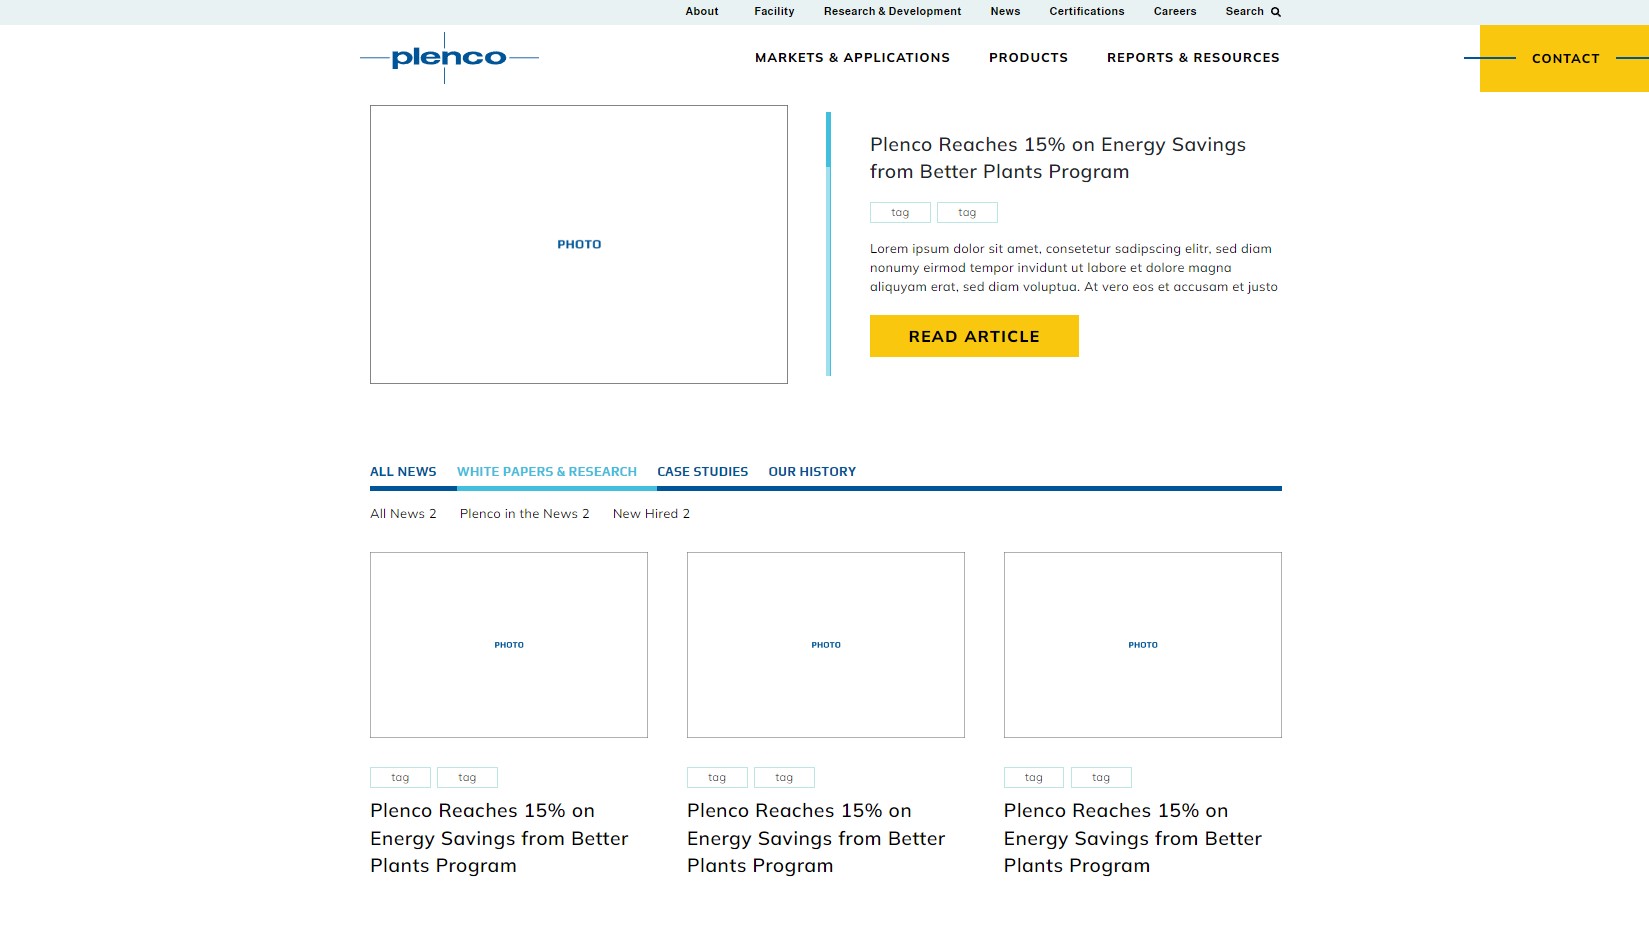 About Facility Research & Development News Certifications Careers Search
plenco
MARKETS & APPLICATIONS PRODUCTS REPORTS & RESOURCES
CONTACT
PHOTO
Plenco Reaches 15% on Energy Savings
from Better Plants Program
tag tag
Lorem ipsum dolor sit amet, consetetur sadipscing elitr, sed diam
nonumy eirmod tempor invidunt ut labore et dolore magna
aliquyam erat, sed diam voluptua. At vero eos et accusam et justo
READ ARTICLE
ALL NEWS WHITE PAPERS & RESEARCH CASE STUDIES OUR HISTORY
All News 2 Plenco in the News 2 New Hired 2
PHOTO
tag tag
Plenco Reaches 15% on
Energy Savings from Better
Plants Program
PHOTO
tag tag
Plenco Reaches 15% on
Energy Savings from Better
Plants Program
PHOTO
tag tag
Plenco Reaches 15% on
Energy Savings from Better
Plants Program